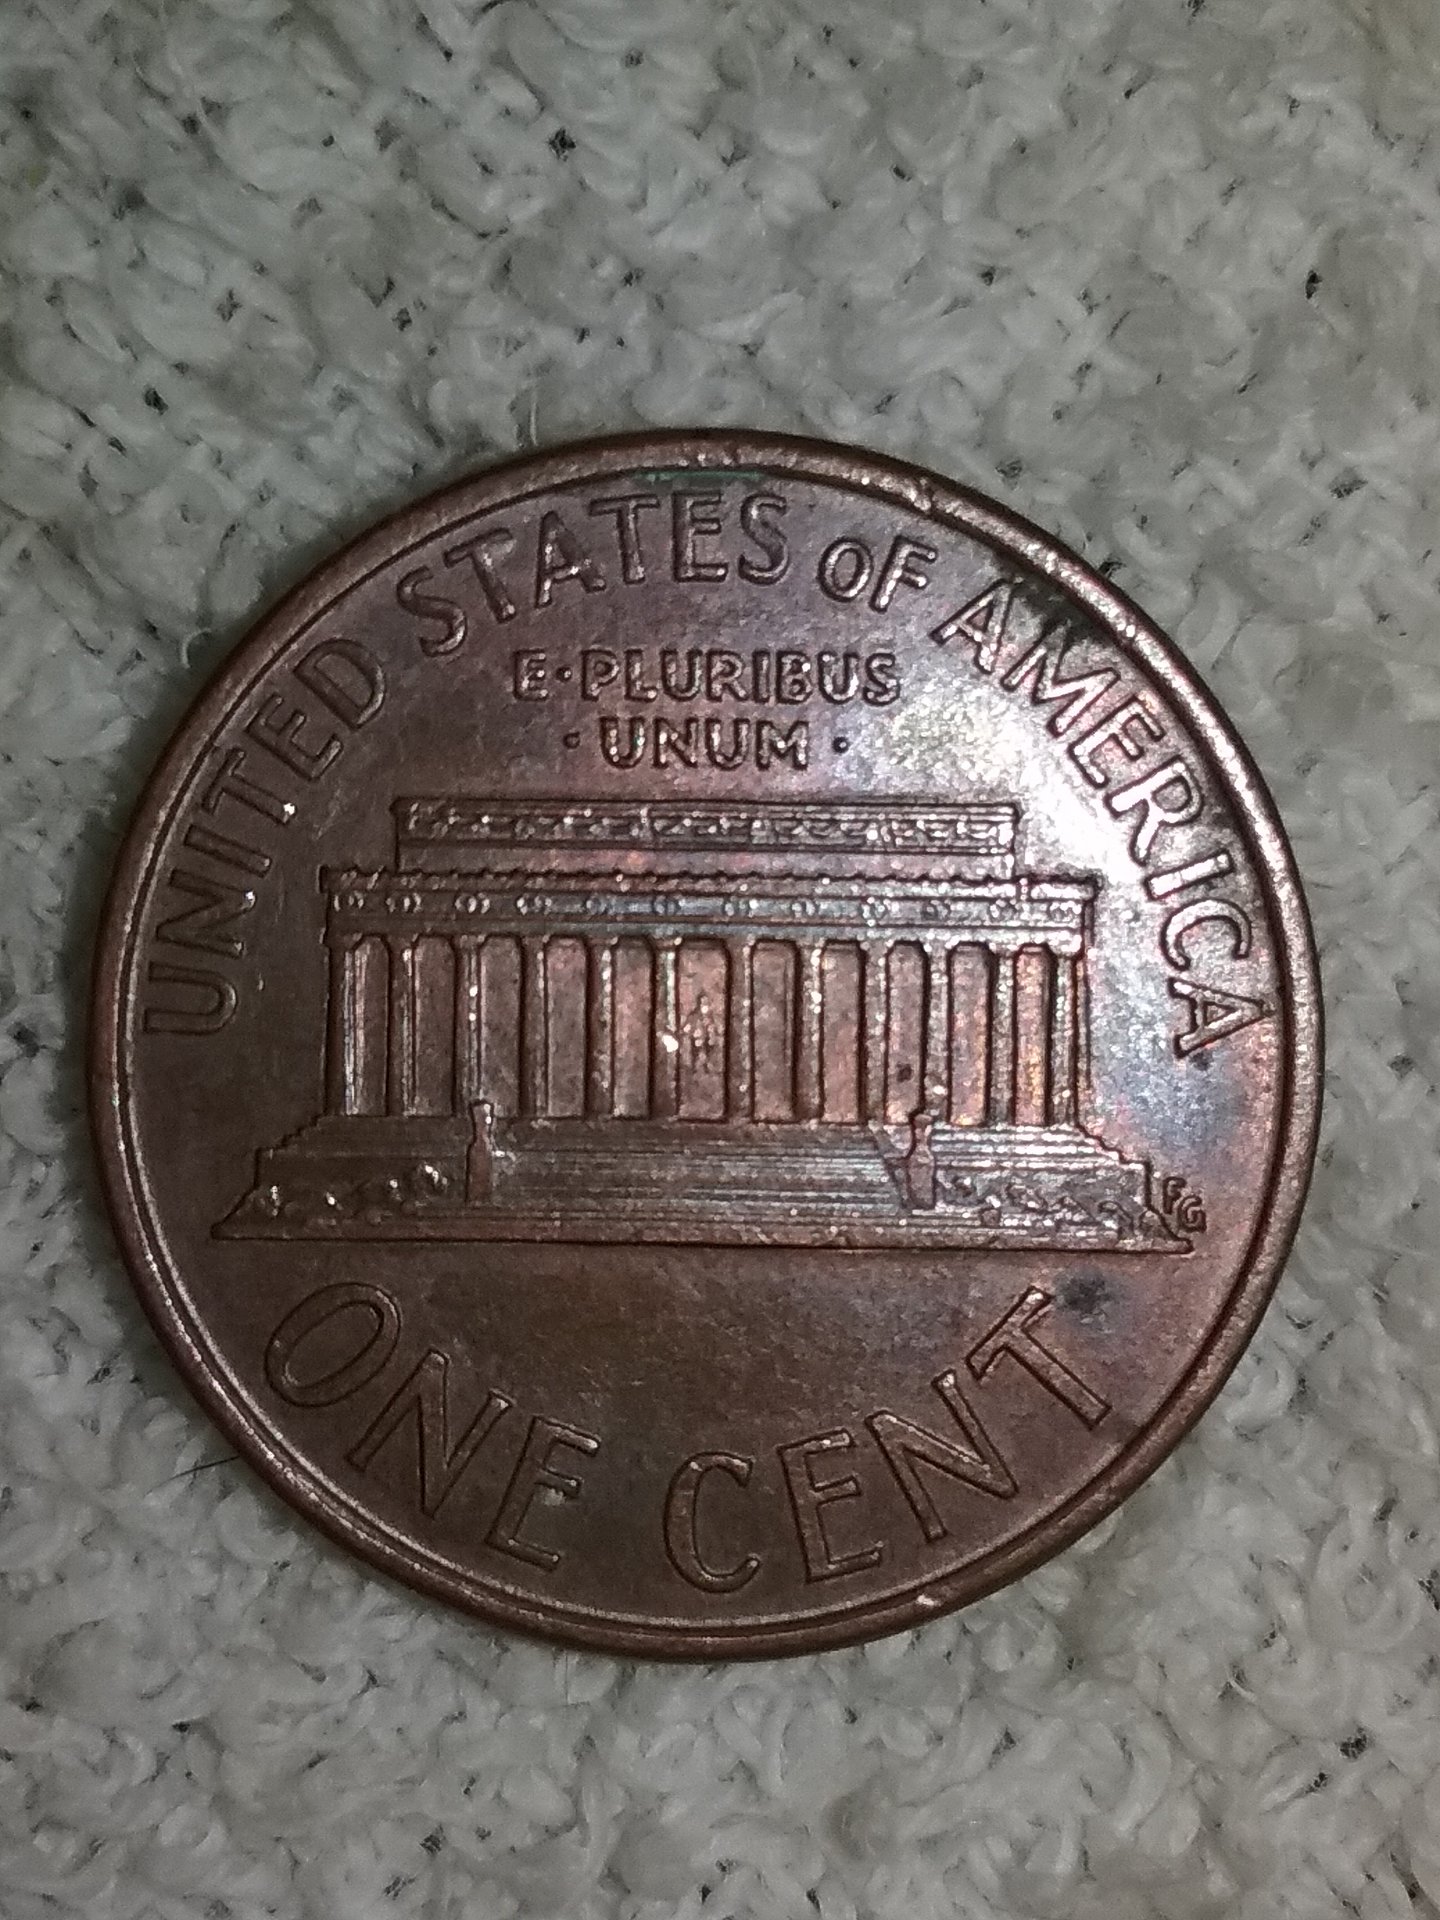 UNITED STATES OF AMERICA
E·PLURIBUS
·UNUM·
FG
ONE CENT